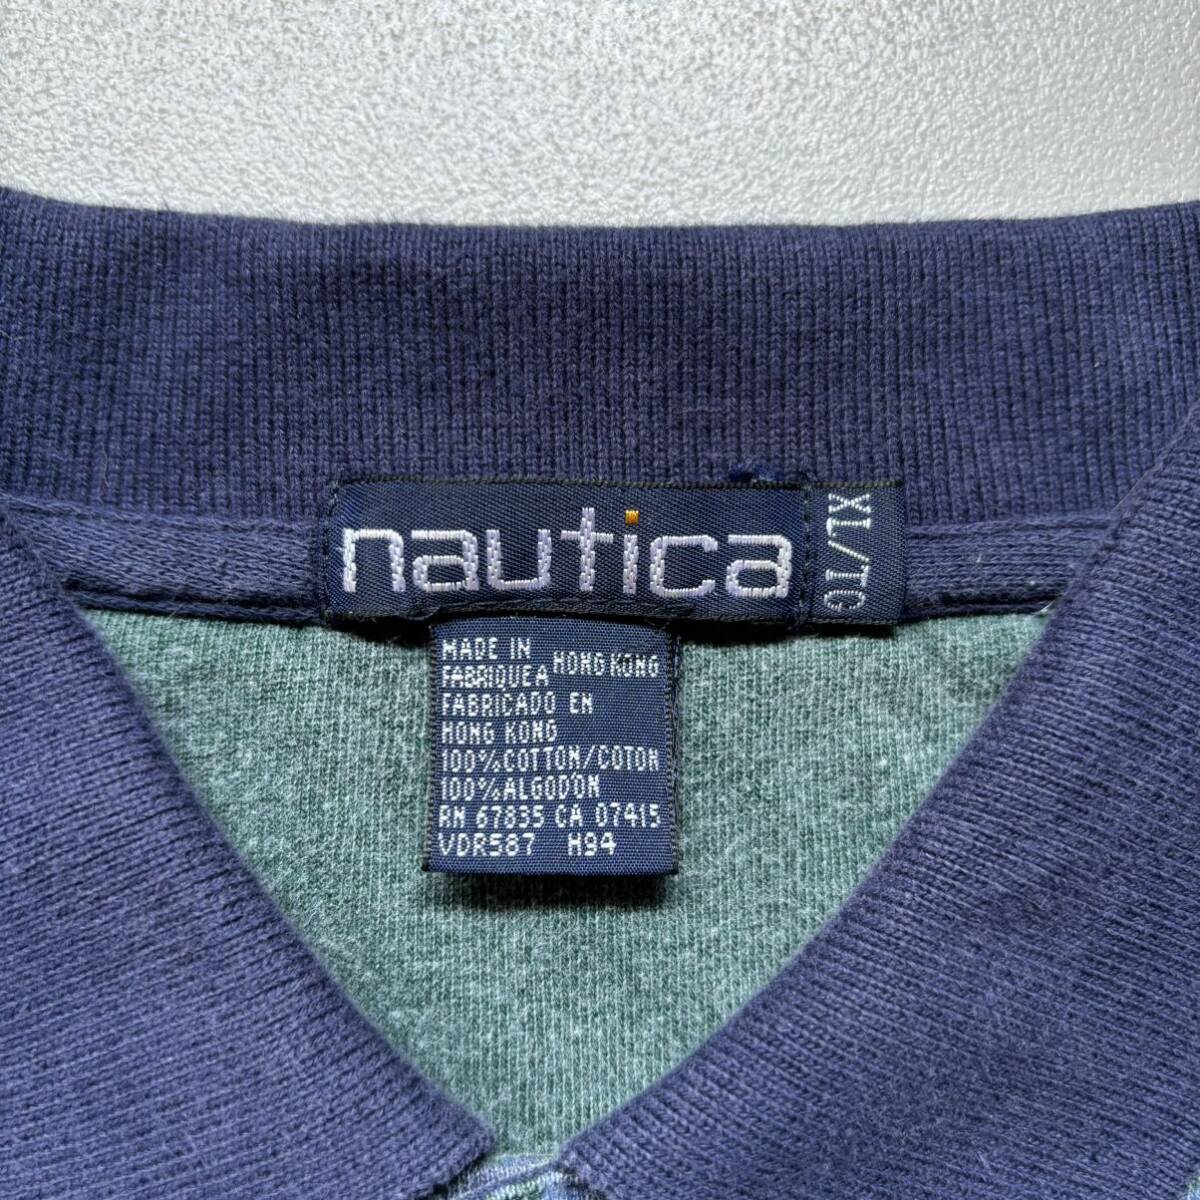 nautica
XL/TG
MADE IN
FABRIQUE A HONG KONG
FABRICADO EN
HONG KONG
100% COTTON/COTON
100% ALGODON
RN 67835 CA 07415
VDR587 H94